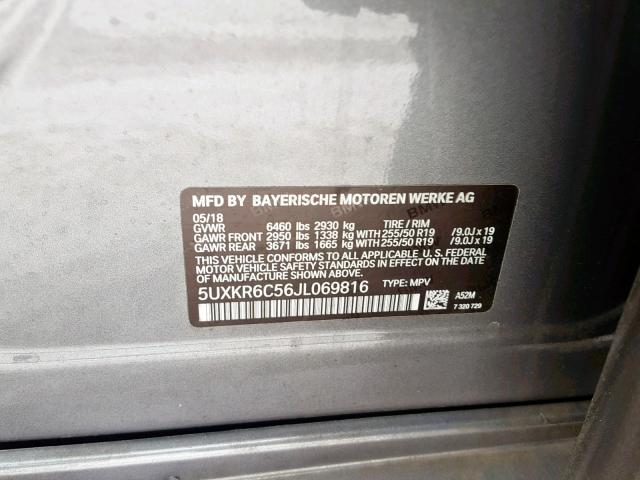 MFD BY BAYERISCHE MOTOREN WERKE AG
05/18
GVWR 6460 lbs 2930 kg TIRE / RIM
GAWR FRONT 2950 lbs 1338 kg WITH 255/50 R19 /9.0J x 19
GAWR REAR 3671 lbs 1665 kg WITH 255/50 R19 /9.0J x 19
THIS VEHICLE CONFORMS TO ALL APPLICABLE U. S. FEDERAL
MOTOR VEHICLE SAFETY STANDARDS IN EFFECT ON THE DATE
OF MANUFACTURE SHOWN ABOVE.
5UXKR6C56JL069816 TYPE: MPV
A52M
7 320 729